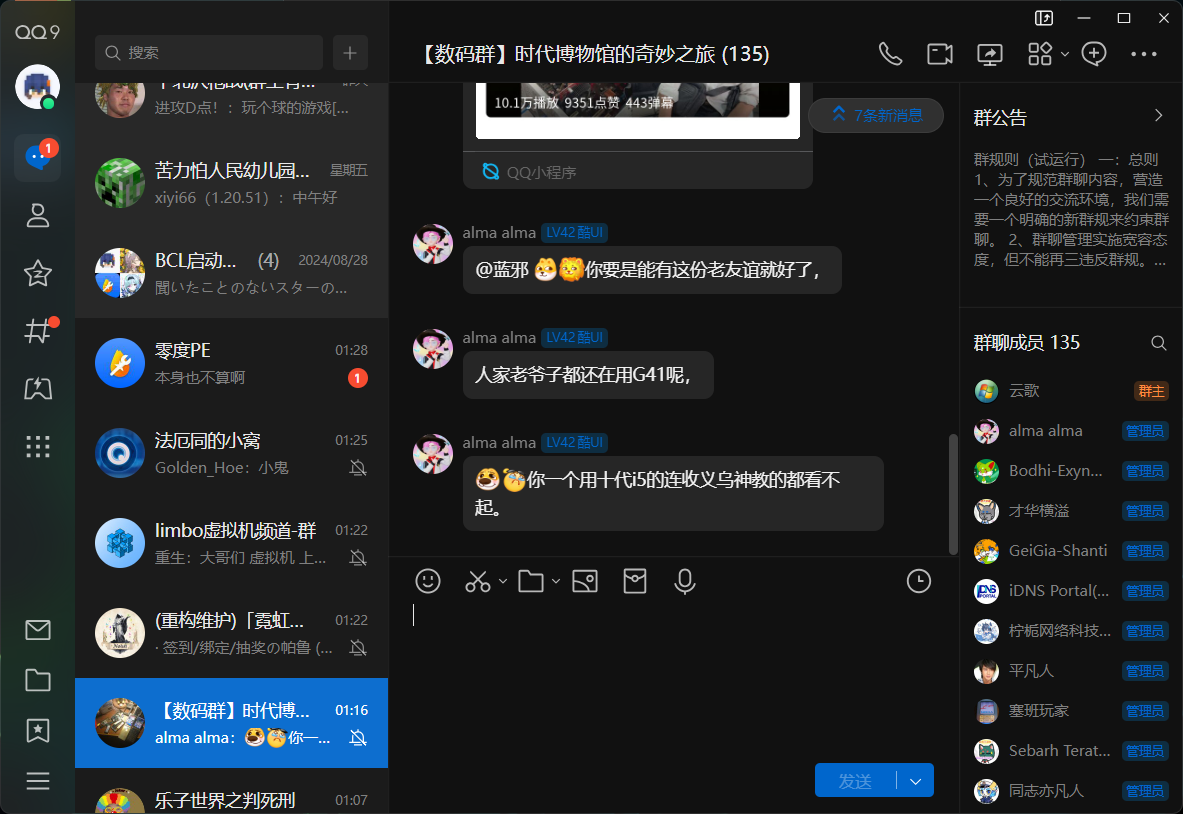 QQ9
搜索
进攻D点！：玩个球的游戏[...
苦力怕人民幼儿园...
星期五
xiyi66（1.20.51）：中午好
BCL启动... (4)
2024/08/28
聞いたことのないスターの...
零度PE
01:28
本身也不算啊
1
法厄同的小窝
01:25
Golden_Hoe：小鬼
limbo虚拟机频道-群
01:22
重生：大哥们 虚拟机 上...
(重构维护)「霓虹...
01:22
· 签到/绑定/抽奖の帕鲁 (...
【数码群】时代博...
01:16
alma alma：你一...
乐子世界之判死刑
01:07
1
【数码群】时代博物馆的奇妙之旅 (135)
10.1万播放 9351点赞 443弹幕
7条新消息
QQ小程序
alma alma LV42 酷UI
@蓝邪 你要是能有这份老友谊就好了，
alma alma LV42 酷UI
人家老爷子都还在用G41呢，
alma alma LV42 酷UI
你一个用十代i5的连收义乌神教的都看不
起。
发送
群公告
群规则（试运行） 一：总则
1、为了规范群聊内容，营造
一个良好的交流环境，我们需
要一个明确的新群规来约束群
聊。 2、群聊管理实施宽容态
度，但不能再三违反群规。...
群聊成员 135
云歌
群主
alma alma
管理员
Bodhi-Exyn...
管理员
才华横溢
管理员
GeiGia-Shanti
管理员
iDNS Portal(...
管理员
柠栀网络科技...
管理员
平凡人
管理员
塞班玩家
管理员
Sebarh Terat...
管理员
同志亦凡人
管理员